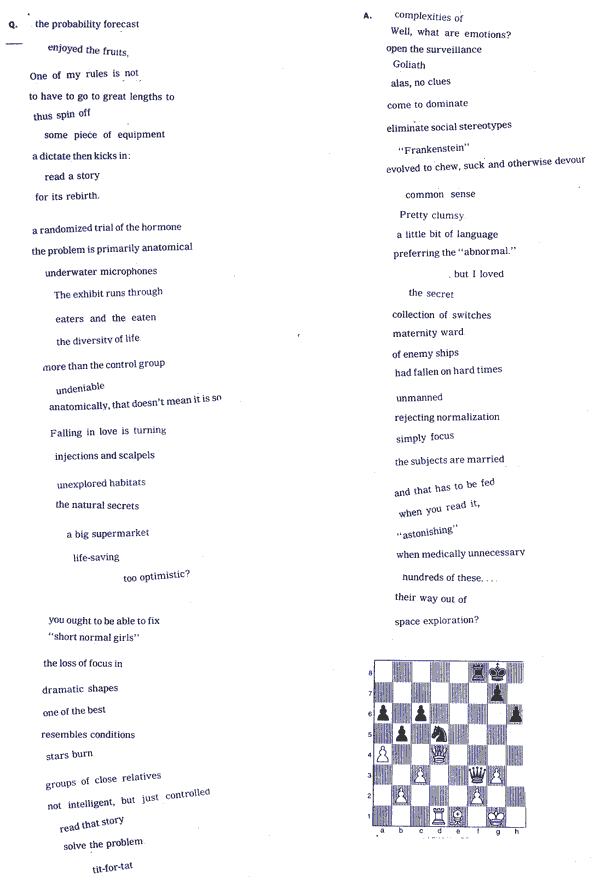 Q.
the probability forecast
enjoyed the fruits,
One of my rules is not
to have to go to great lengths to
thus spin off
some piece of equipment
a dictate then kicks in:
read a story
for its rebirth.
a randomized trial of the hormone
the problem is primarily anatomical
underwater microphones
The exhibit runs through
eaters and the eaten
the diversity of life
more than the control group
undeniable
anatomically, that doesn't mean it is so
Falling in love is turning
injections and scalpels
unexplored habitats
the natural secrets
a big supermarket
life-saving
too optimistic?
you ought to be able to fix
"short normal girls"
the loss of focus in
dramatic shapes
one of the best
resembles conditions
stars burn
groups of close relatives
not intelligent, but just controlled
read that story
solve the problem
tit-for-tat
A.
complexities of
Well, what are emotions?
open the surveillance
Goliath
alas, no clues
come to dominate
eliminate social stereotypes
"Frankenstein"
evolved to chew, suck and otherwise devour
common sense
Pretty clumsy
a little bit of language
preferring the "abnormal."
but I loved
the secret
collection of switches
maternity ward
of enemy ships
had fallen on hard times
unmanned
rejecting normalization
simply focus
the subjects are married
and that has to be fed
when you read it,
"astonishing"
when medically unnecessary
hundreds of these....
their way out of
space exploration?
8
7
6
5
4
3
2
1
a b c d e f g h